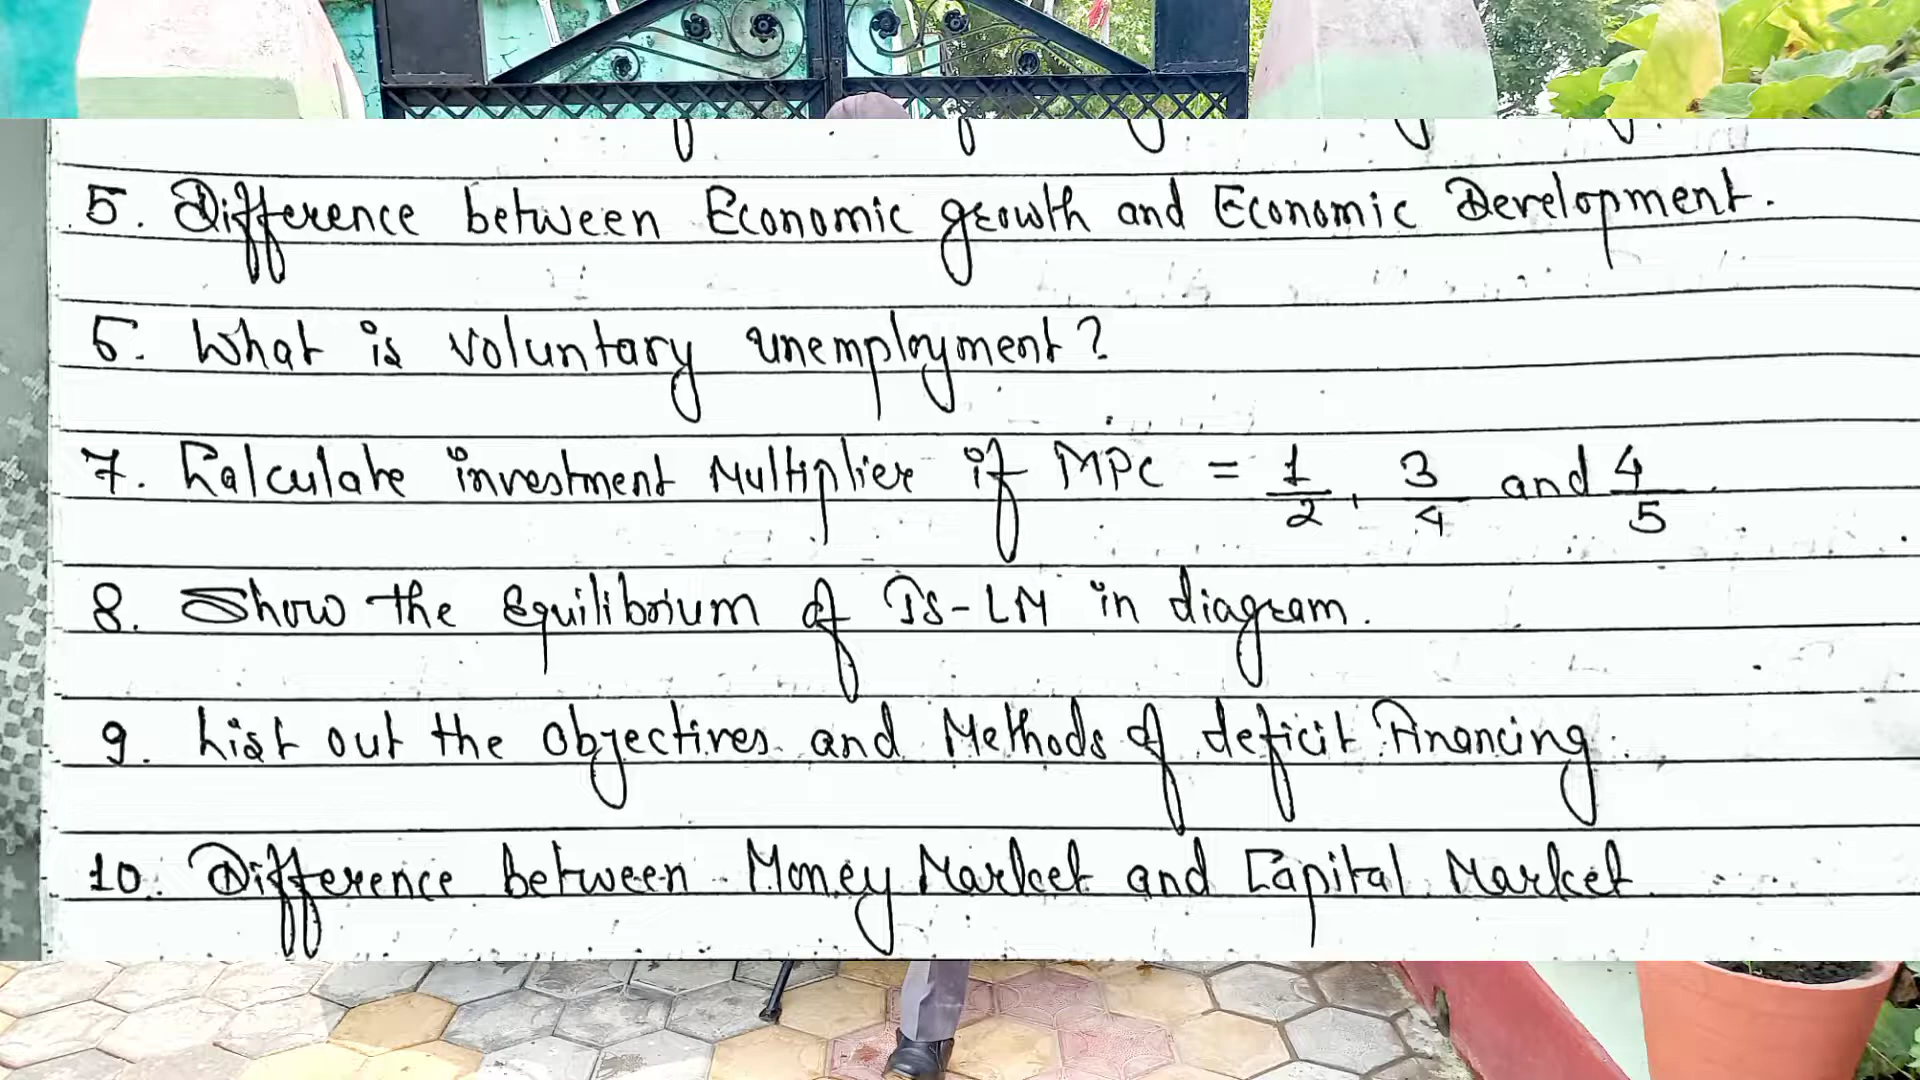 5. Difference between Economic growth and Economic Development.
6. What is voluntary unemployment?
7. Calculate investment Multiplier if MPC = 1/2, 3/4 and 4/5
8. Show the Equilibrium of IS-LM in diagram.
9. List out the objectives and Methods of deficit Financing.
10. Difference between Money Market and Capital Market